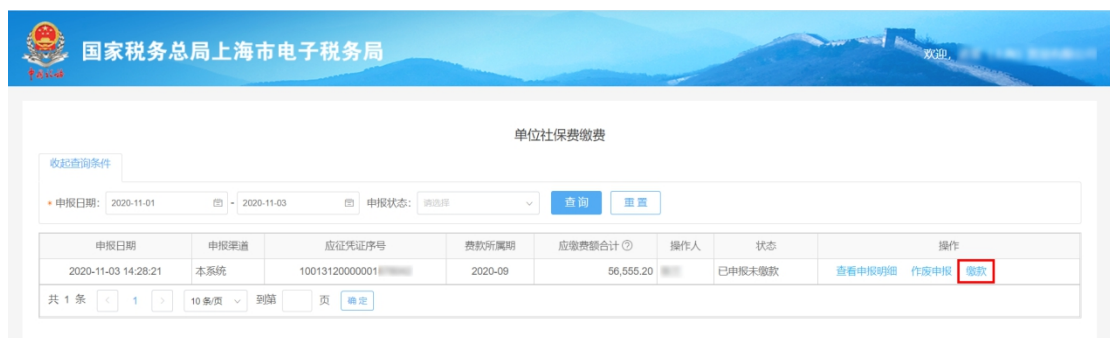 国家税务总局上海市电子税务局
欢迎,
单位社保费缴费
收起查询条件
* 申报日期: 2020-11-01 - 2020-11-03 申报状态: 请选择 查询 重置
申报日期 申报渠道 应征凭证序号 费款所属期 应缴费额合计 ? 操作人 状态 操作
2020-11-03 14:28:21 本系统 10013120000001 2020-09 56,555.20 已申报未缴款 查看申报明细 作废申报 缴款
共 1 条 < 1 > 10 条/页 到第 页 确定